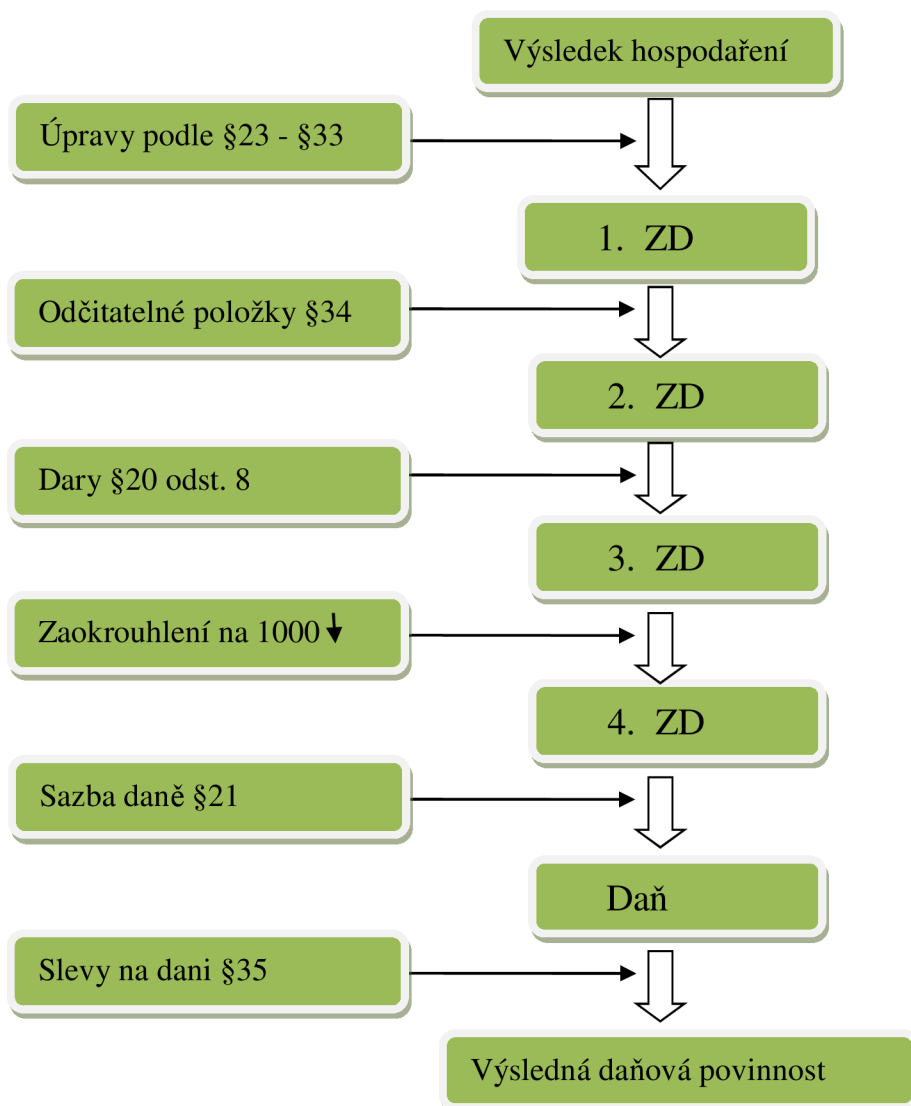 Výsledek hospodaření
Úpravy podle §23 - §33
1. ZD
Odčitatelné položky §34
2. ZD
Dary §20 odst. 8
3. ZD
Zaokrouhlení na 1000
4. ZD
Sazba daně §21
Daň
Slevy na dani §35
Výsledná daňová povinnost